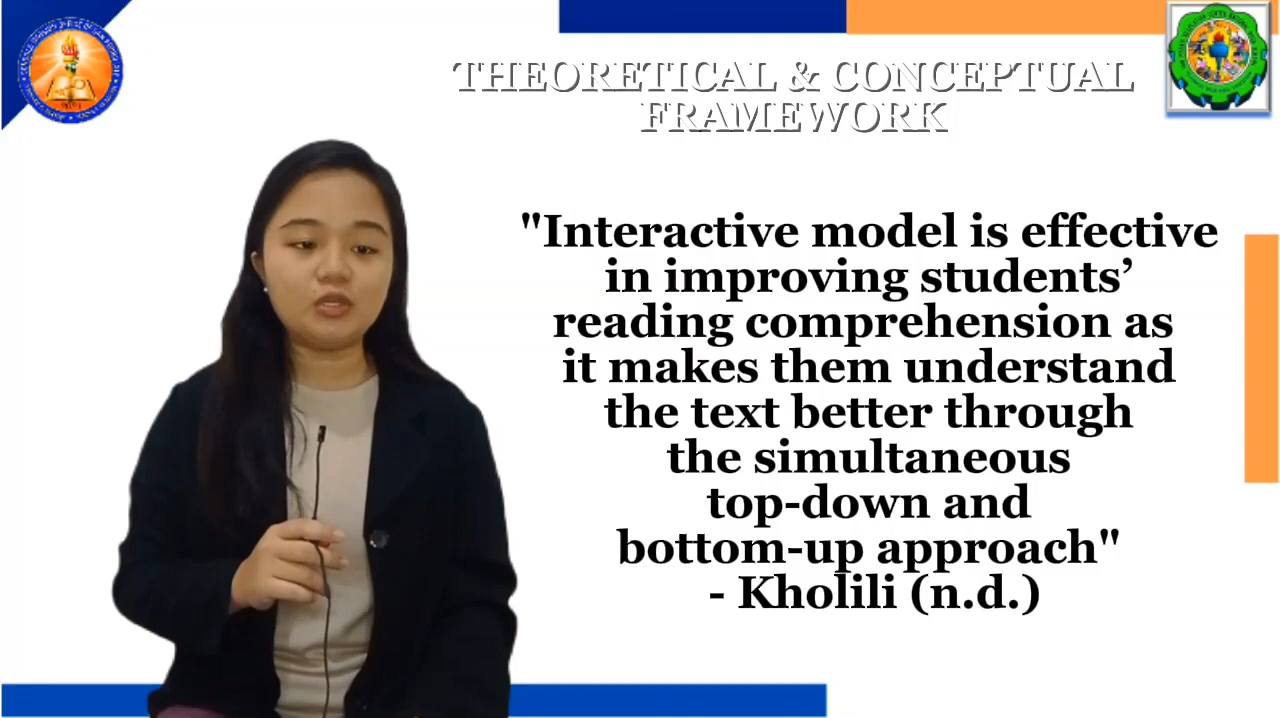 THEORETICAL & CONCEPTUAL
FRAMEWORK
"Interactive model is effective
in improving students’
reading comprehension as
it makes them understand
the text better through
the simultaneous
top-down and
bottom-up approach"
- Kholili (n.d.)